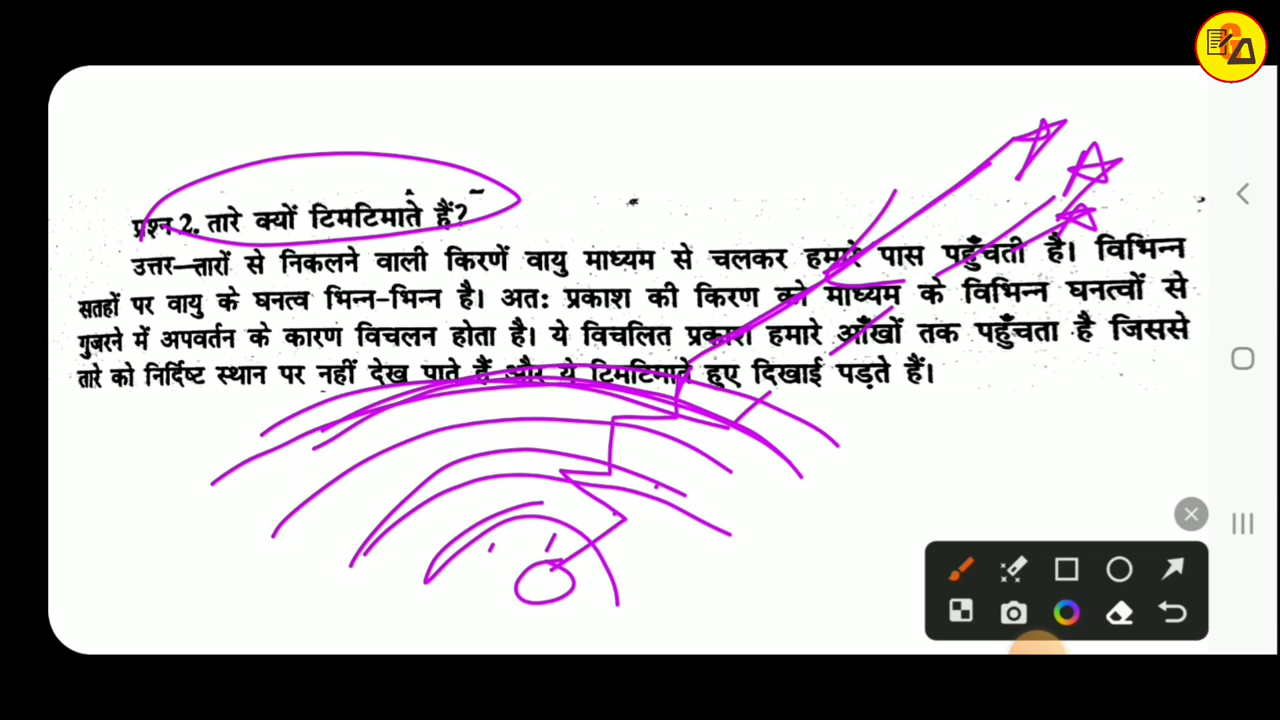 प्रश्न 2. तारे क्यों टिमटिमाते हैं?
उत्तर—तारों से निकलने वाली किरणें वायु माध्यम से चलकर हमारे पास पहुँचती है। विभिन्न
सतहों पर वायु के घनत्व भिन्न-भिन्न है। अतः प्रकाश की किरण को माध्यम के विभिन्न घनत्वों से
गुजरने में अपवर्तन के कारण विचलन होता है। ये विचलित प्रकाश हमारे आँखों तक पहुँचता है जिससे
तारे को निर्दिष्ट स्थान पर नहीं देख पाते हैं और ये टिमटिमाते हुए दिखाई पड़ते हैं।